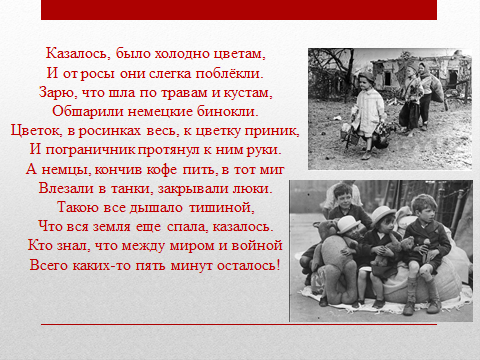 Казалось, было холодно цветам,
И от росы они слегка поблёкли.
Зарю, что шла по травам и кустам,
Обшарили немецкие бинокли.
Цветок, в росинках весь, к цветку приник,
И пограничник протянул к ним руки.
А немцы, кончив кофе пить, в тот миг
Влезали в танки, закрывали люки.
Такою все дышало тишиной,
Что вся земля еще спала, казалось.
Кто знал, что между миром и войной
Всего каких-то пять минут осталось!